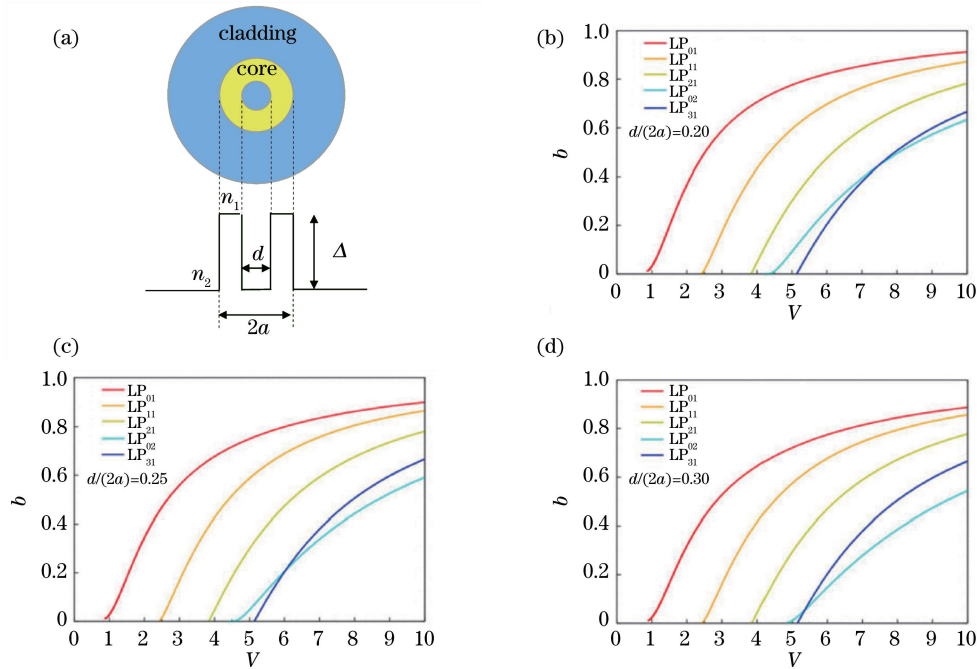 (a)
cladding
core
n₁
d
Δ
n₂
2a
(b)
1.0
0.8
0.6
0.4
0.2
0
b
LP₀₁
LP₁₁
LP₂₁
LP₀₂
LP₃₁
d/(2a)=0.20
0 1 2 3 4 5 6 7 8 9 10
V
(c)
1.0
0.8
0.6
0.4
0.2
0
b
LP₀₁
LP₁₁
LP₂₁
LP₀₂
LP₃₁
d/(2a)=0.25
0 1 2 3 4 5 6 7 8 9 10
V
(d)
1.0
0.8
0.6
0.4
0.2
0
b
LP₀₁
LP₁₁
LP₂₁
LP₀₂
LP₃₁
d/(2a)=0.30
0 1 2 3 4 5 6 7 8 9 10
V